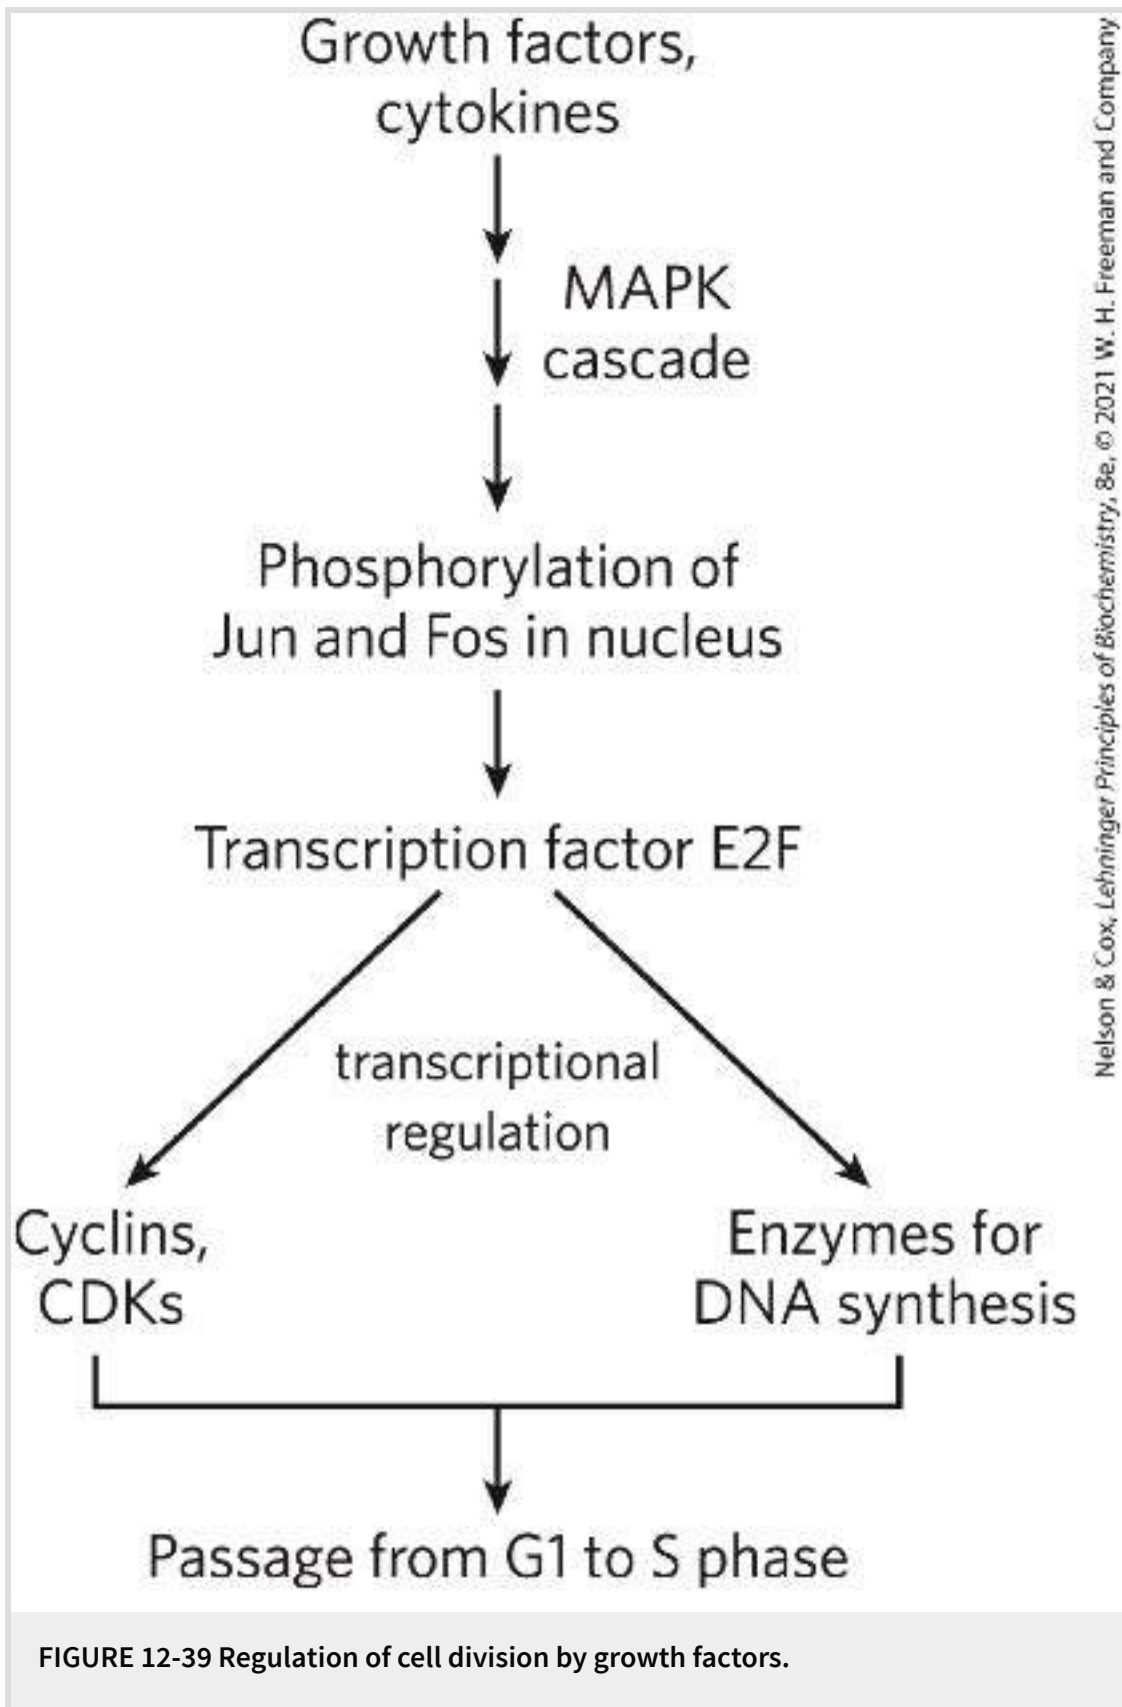 Growth factors,
cytokines
MAPK
cascade
Phosphorylation of
Jun and Fos in nucleus
Transcription factor E2F
transcriptional
regulation
Cyclins,
CDKs
Enzymes for
DNA synthesis
Passage from G1 to S phase
Nelson & Cox, Lehninger Principles of Biochemistry, 8e, © 2021 W. H. Freeman and Company
FIGURE 12-39 Regulation of cell division by growth factors.